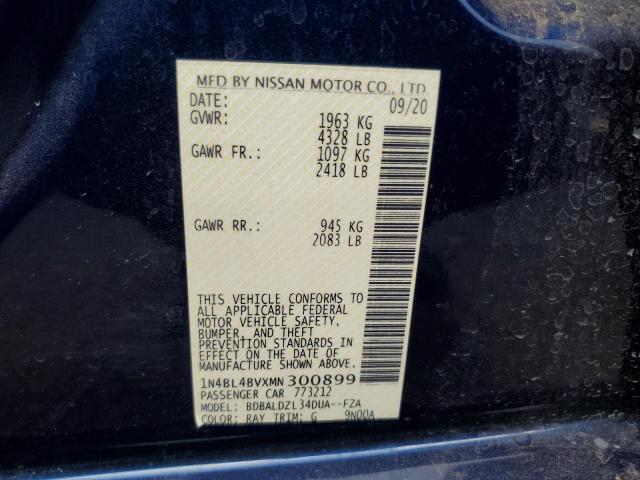 MFD BY NISSAN MOTOR CO., LTD
DATE: 09/20
GVWR: 1963 KG
4328 LB
GAWR FR.: 1097 KG
2418 LB
GAWR RR.: 945 KG
2083 LB
THIS VEHICLE CONFORMS TO
ALL APPLICABLE FEDERAL
MOTOR VEHICLE SAFETY,
BUMPER, AND THEFT
PREVENTION STANDARDS IN
EFFECT ON THE DATE OF
MANUFACTURE SHOWN ABOVE.
1N4BL4BVXMN300899
PASSENGER CAR 773212
MODEL: BDBALDZL34DUA--FZA
COLOR: RAY TRIM: G 9N00A